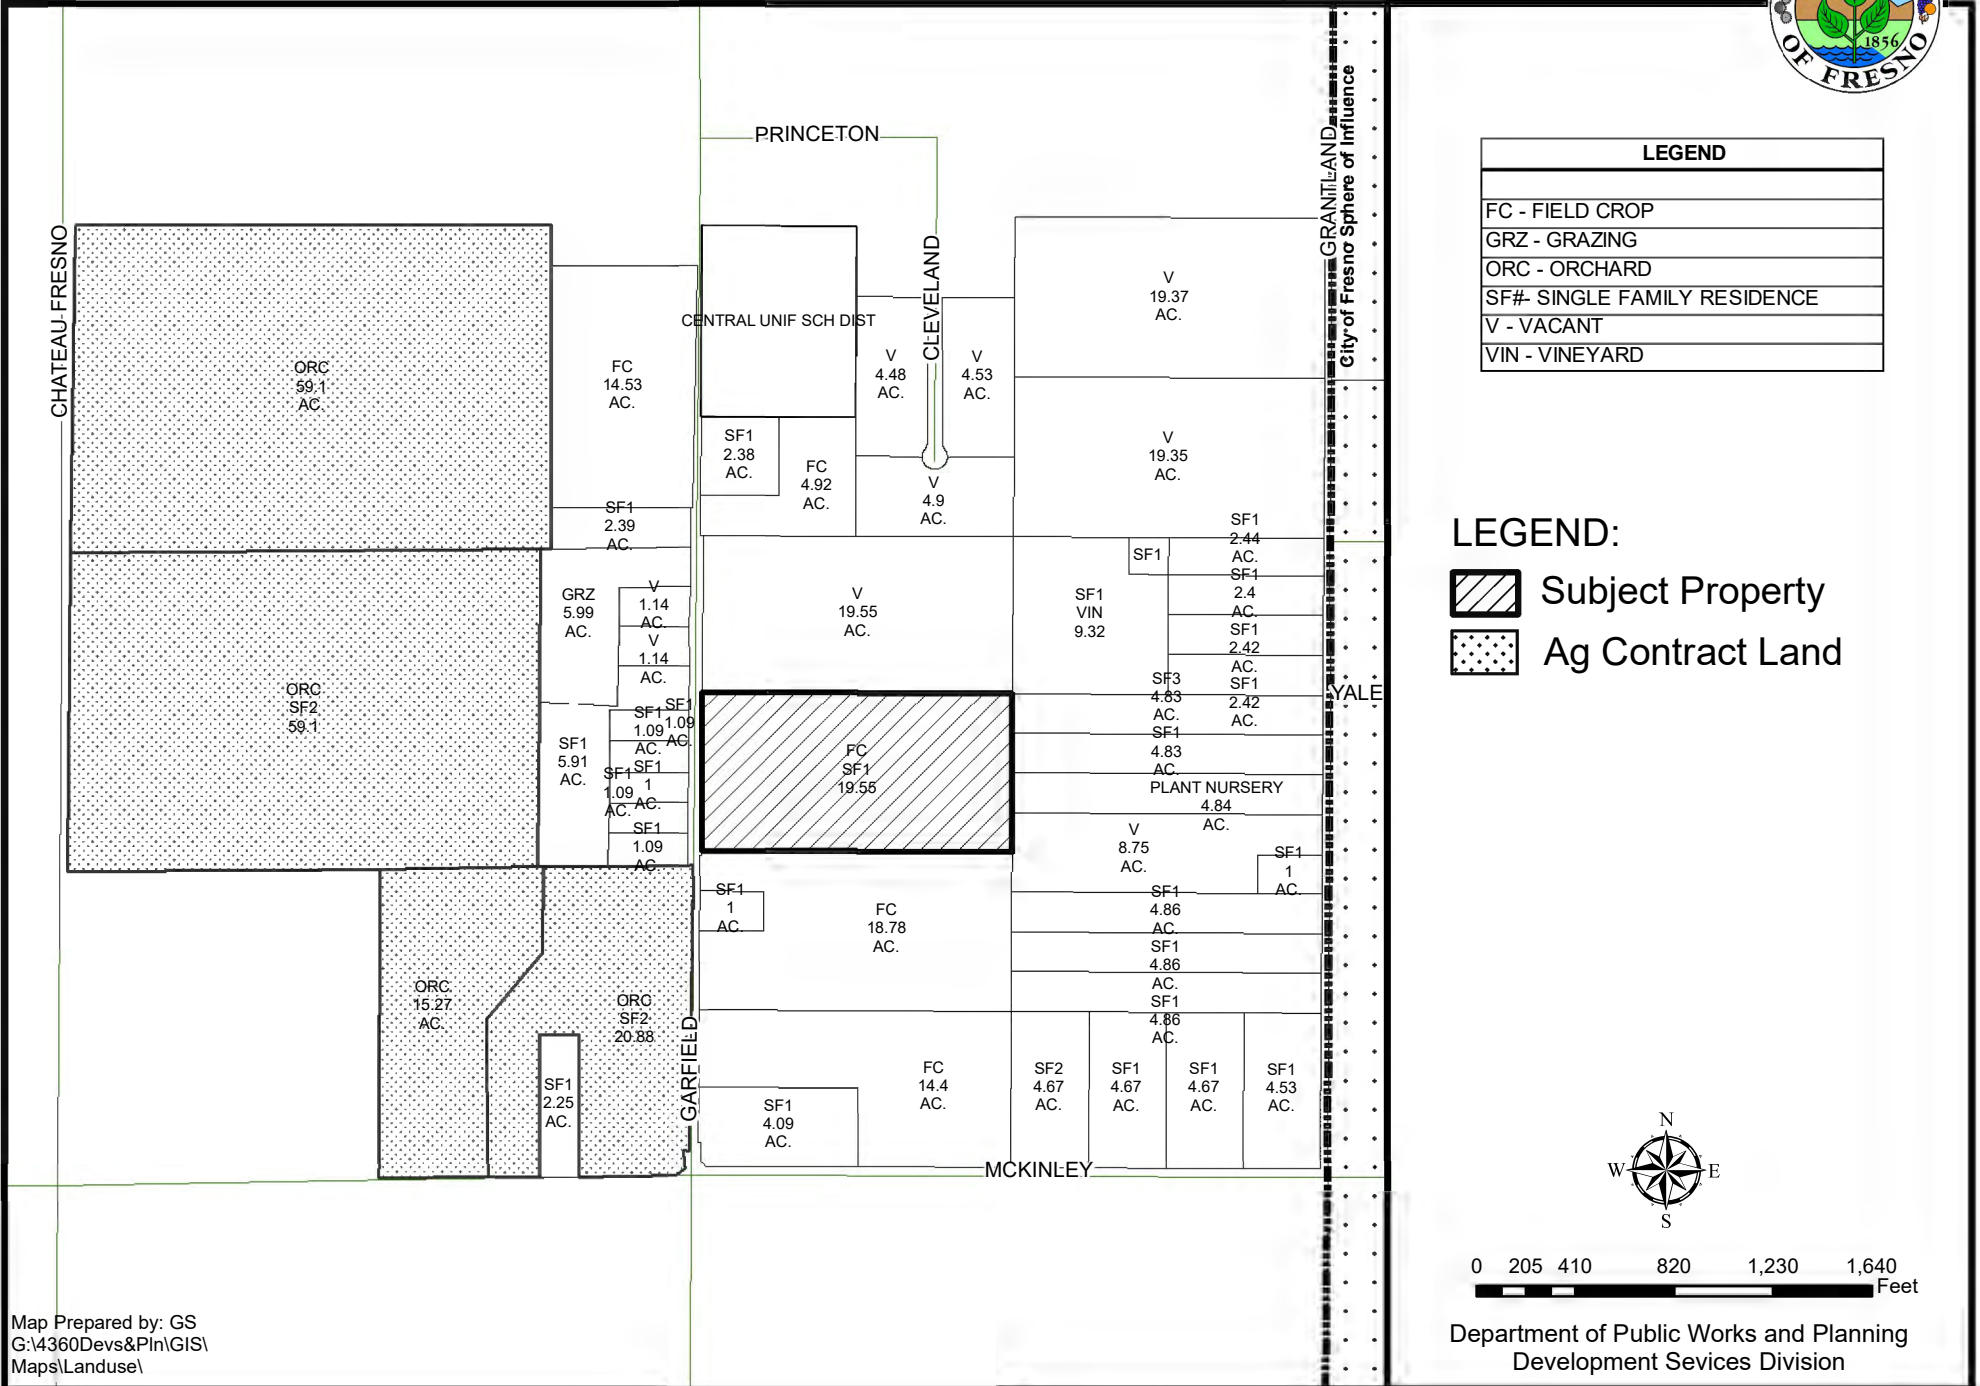 1856
OF FRESNO
PRINCETON
GRANTLAND
City of Fresno Sphere of Influence
CHATEAU FRESNO
CLEVELAND
CENTRAL UNIF SCH DIST
ORC
59.1
AC.
FC
14.53
AC.
V
4.48
AC.
V
4.53
AC.
V
19.37
AC.
SF1
2.38
AC.
FC
4.92
AC.
V
4.9
AC.
V
19.35
AC.
SF1
2.39
AC.
GRZ
5.99
AC.
V
1.14
AC.
V
1.14
AC.
V
19.55
AC.
SF1
VIN
9.32
SF1
SF1
2.44
AC.
SF1
2.4
AC.
SF1
2.42
AC.
SF1
2.42
AC.
YALE
ORC
SF2
59.1
SF1
5.91
AC.
SF1
1.09
AC.
SF1
1.09
AC.
SF1
1
AC.
SF1
1.09
AC.
SF1
1.09
AC.
FC
SF1
19.55
SF3
4.83
AC.
SF1
4.83
AC.
PLANT NURSERY
4.84
AC.
V
8.75
AC.
SF1
1
AC.
SF1
1
AC.
FC
18.78
AC.
SF1
4.86
AC.
SF1
4.86
AC.
SF1
4.86
AC.
ORC
15.27
AC.
ORC
SF2
20.88
SF1
2.25
AC.
GARFIELD
SF1
4.09
AC.
FC
14.4
AC.
SF2
4.67
AC.
SF1
4.67
AC.
SF1
4.67
AC.
SF1
4.53
AC.
MCKINLEY
Map Prepared by: GS
G:\4360Devs&Pln\GIS\
Maps\Landuse\
LEGEND
FC - FIELD CROP
GRZ - GRAZING
ORC - ORCHARD
SF#- SINGLE FAMILY RESIDENCE
V - VACANT
VIN - VINEYARD
LEGEND:
Subject Property
Ag Contract Land
N
W E
S
0 205 410 820 1,230 1,640
Feet
Department of Public Works and Planning
Development Sevices Division